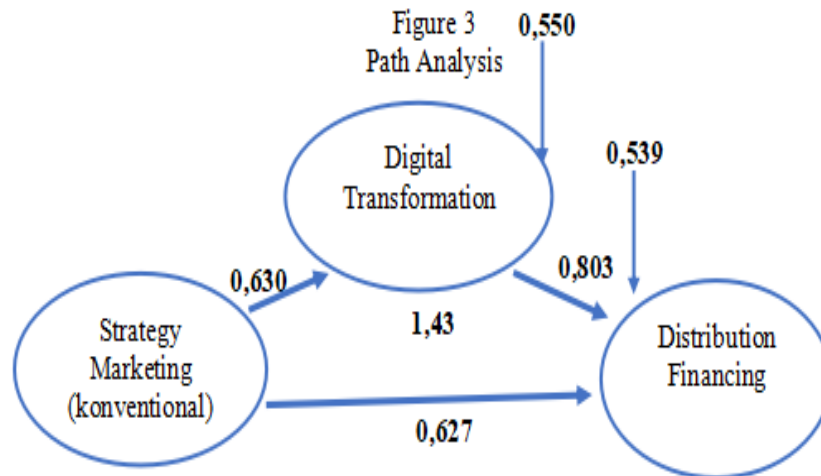 Figure 3
Path Analysis
0,550
Digital
Transformation
0,539
0,630
0,803
1,43
Strategy
Marketing
(konventional)
Distribution
Financing
0,627